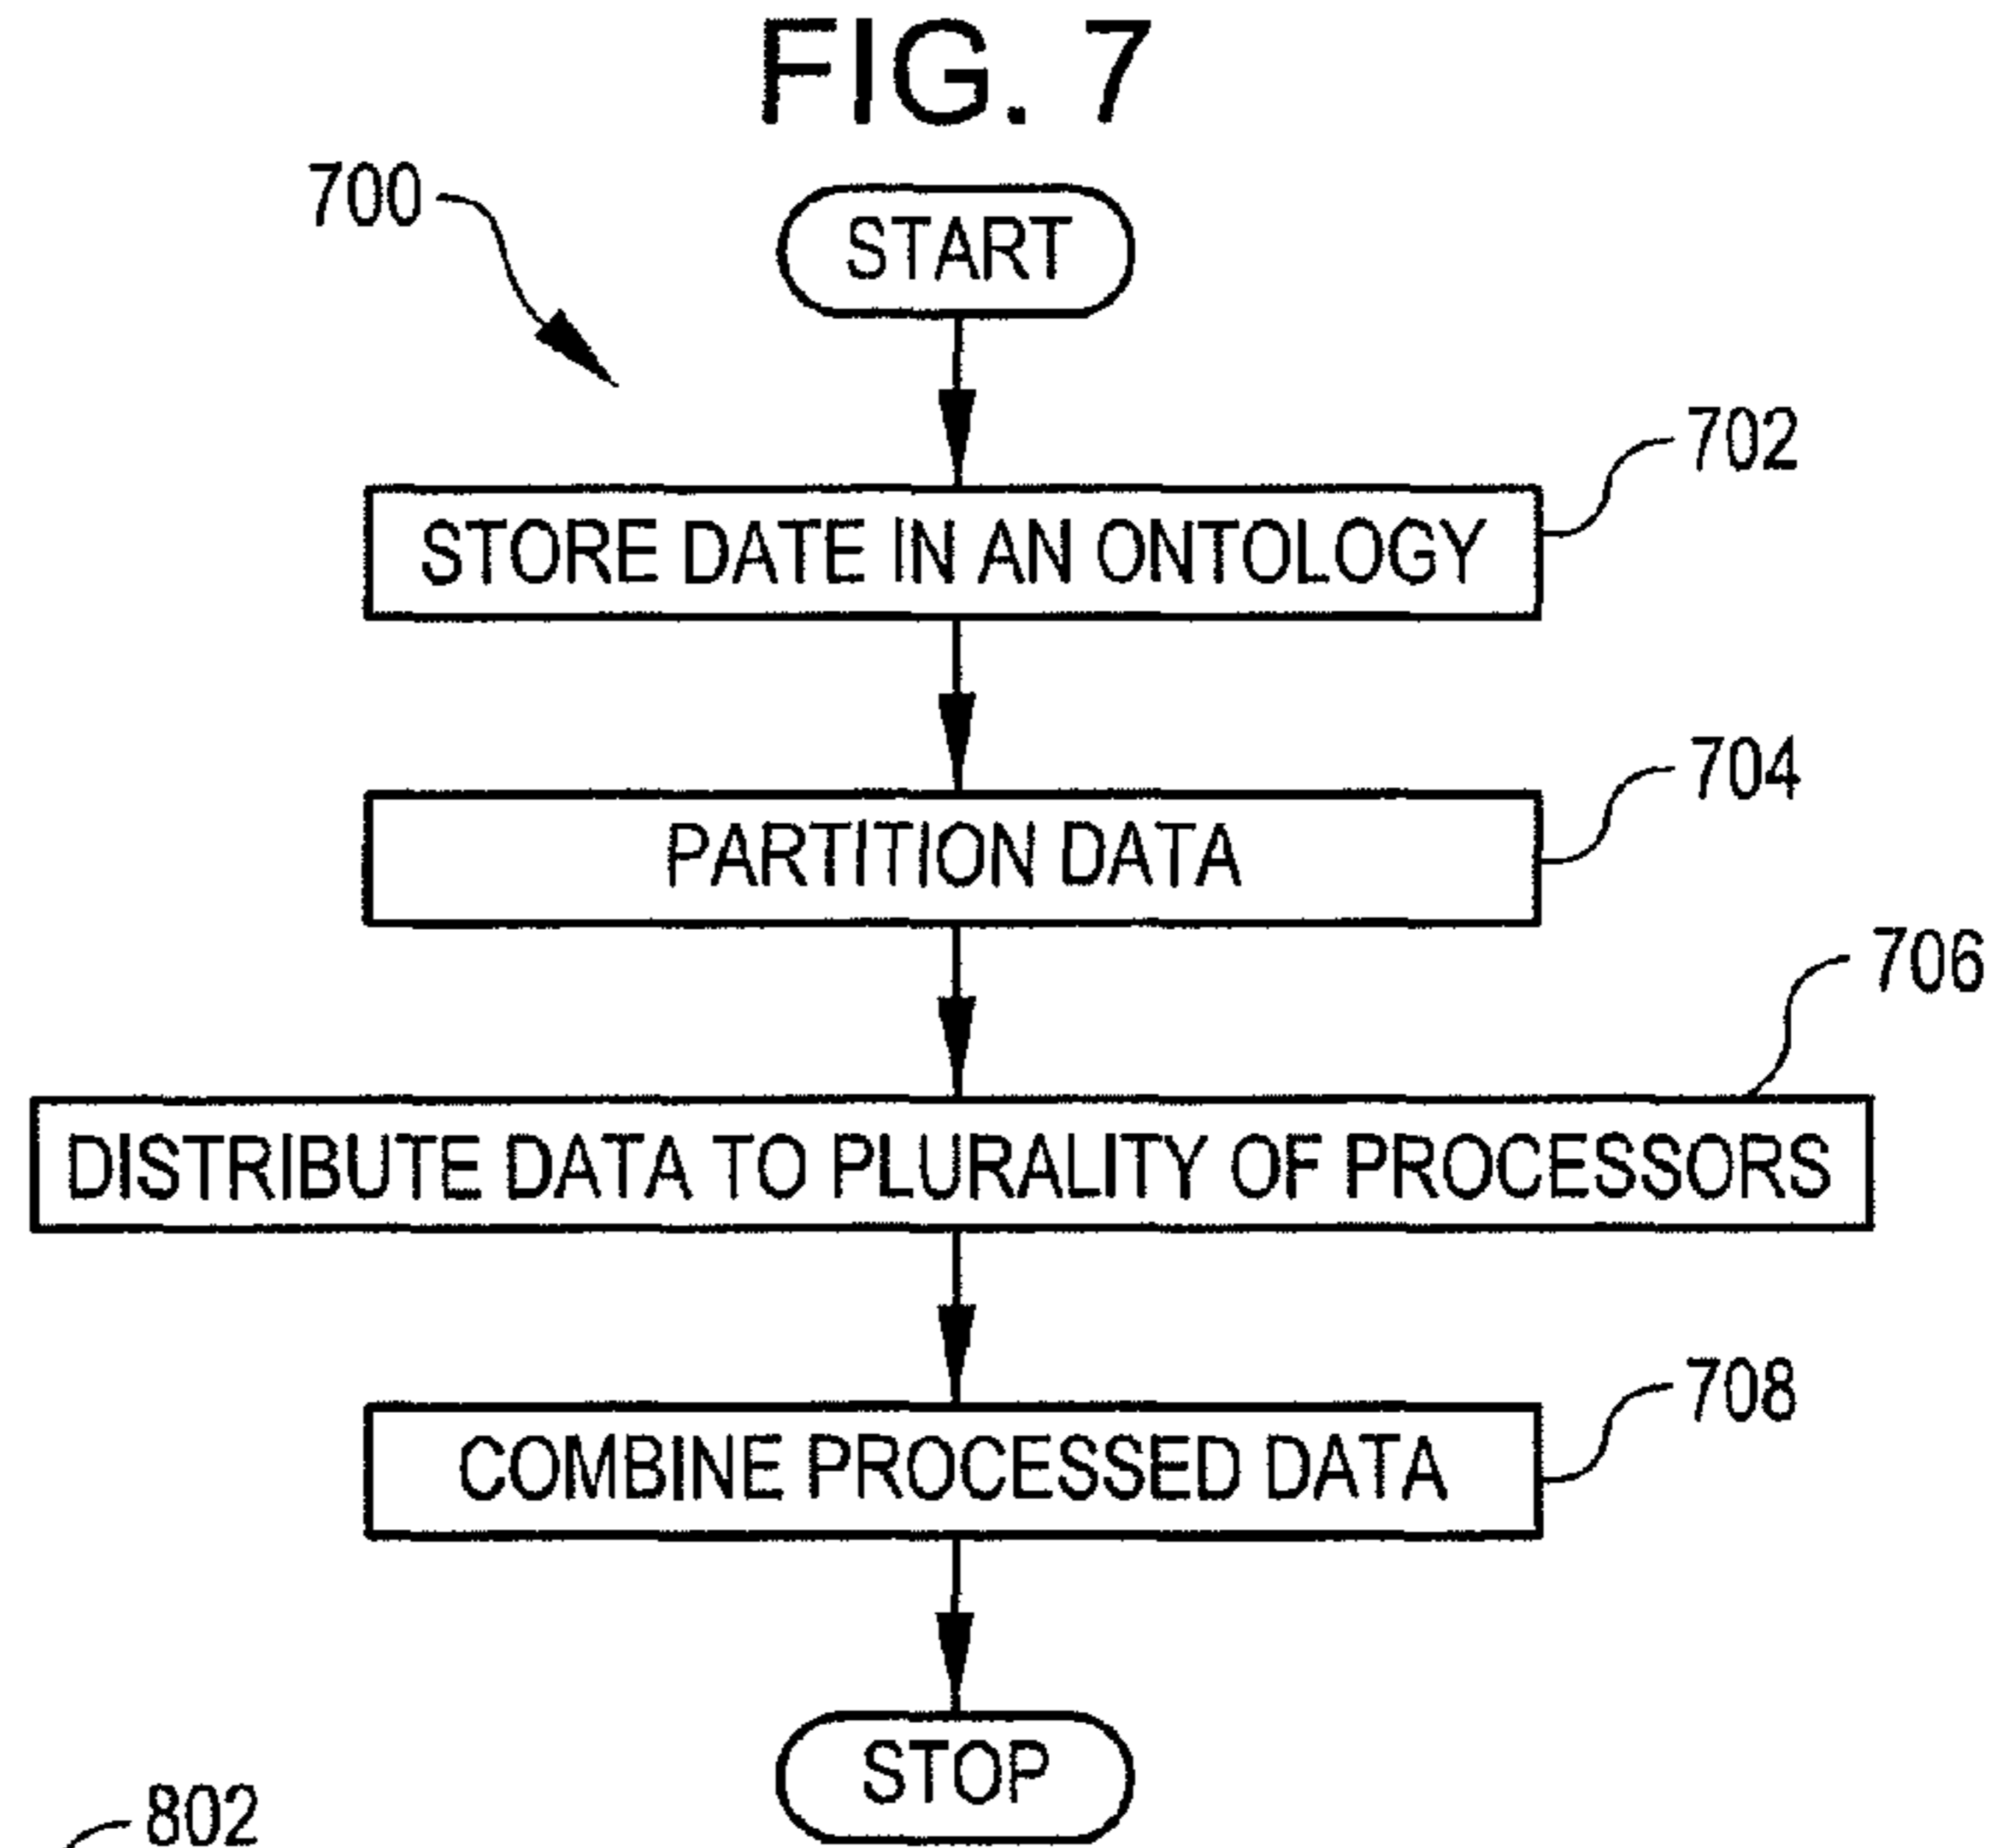 FIG. 7
700
START
702
STORE DATE IN AN ONTOLOGY
704
PARTITION DATA
706
DISTRIBUTE DATA TO PLURALITY OF PROCESSORS
708
COMBINE PROCESSED DATA
STOP
802